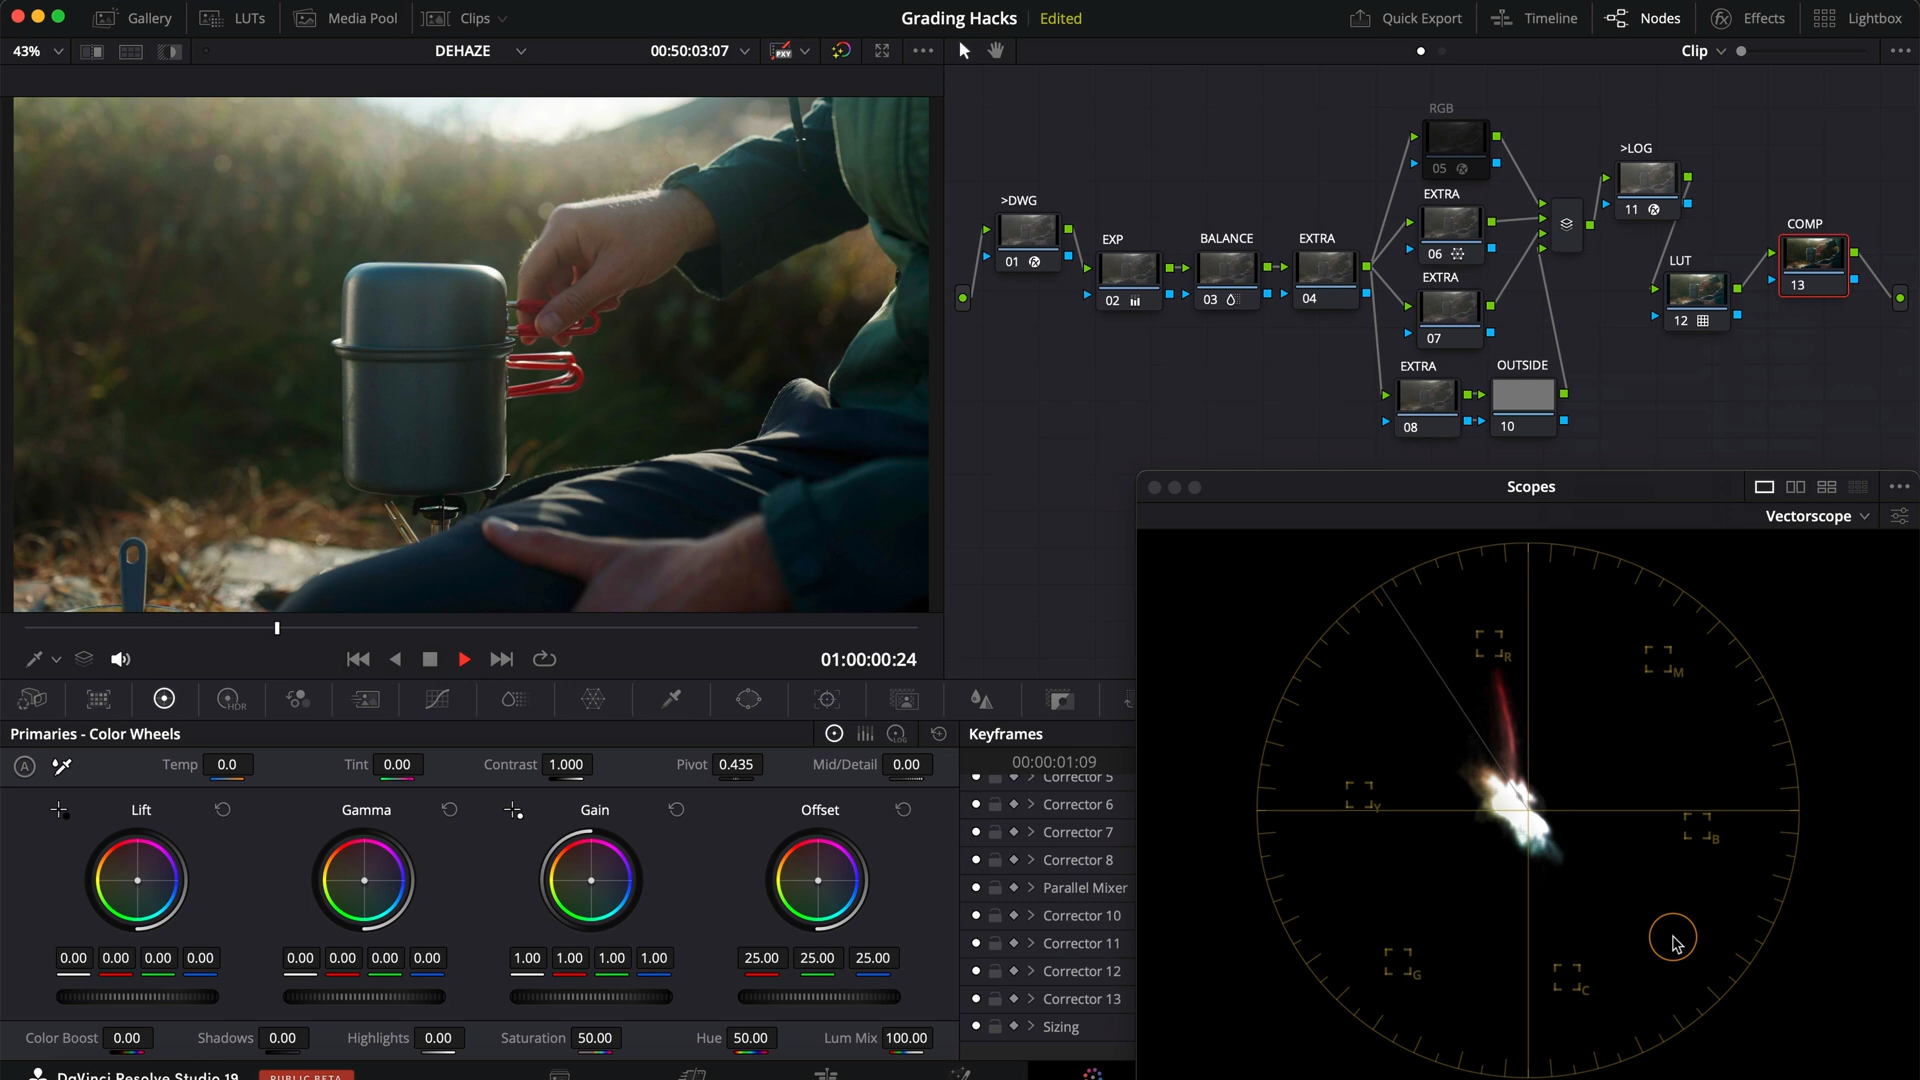 Gallery LUTs Media Pool Clips Grading Hacks Edited Quick Export Timeline Nodes Effects Lightbox
43% DEHAZE 00:50:03:07 PXY Clip
RGB
05
>LOG
11
EXTRA
06
>DWG
01
EXP
02
BALANCE
03
EXTRA
04
COMP
13
LUT
12
EXTRA
07
EXTRA
08
OUTSIDE
10
Scopes
Vectorscope
R
M
Y
B
G
C
01:00:00:24
HDR
Primaries - Color Wheels
LOG
A Temp 0.0 Tint 0.00 Contrast 1.000 Pivot 0.435 Mid/Detail 0.00
Lift Gamma Gain Offset
0.00 0.00 0.00 0.00 0.00 0.00 0.00 0.00 1.00 1.00 1.00 1.00 25.00 25.00 25.00
Color Boost 0.00 Shadows 0.00 Highlights 0.00 Saturation 50.00 Hue 50.00 Lum Mix 100.00
Keyframes
00:00:01:09
Corrector 5
Corrector 6
Corrector 7
Corrector 8
Parallel Mixer
Corrector 10
Corrector 11
Corrector 12
Corrector 13
Sizing
DaVinci Resolve Studio 19 PUBLIC BETA